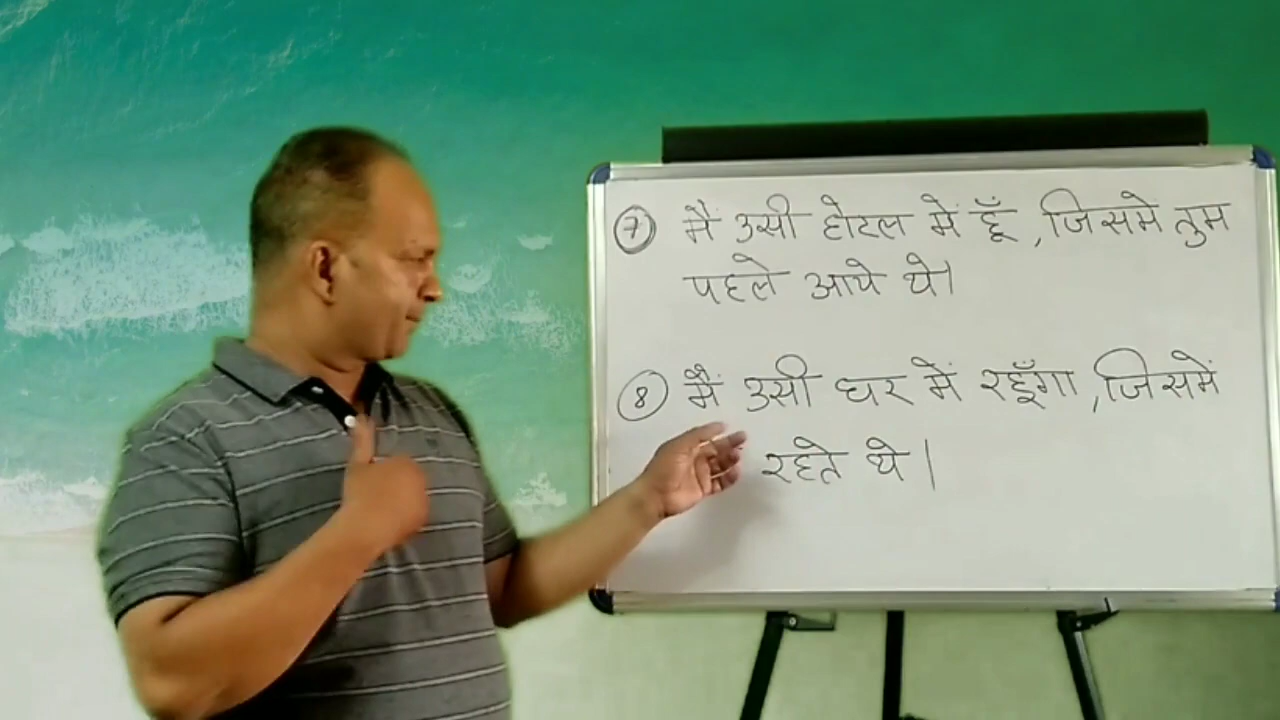 7 मैं उसी होटल में हूँ ,जिसमे तुम
पहले आये थे।
8 मैं उसी घर में रहूँगा ,जिसमें
रहते थे।